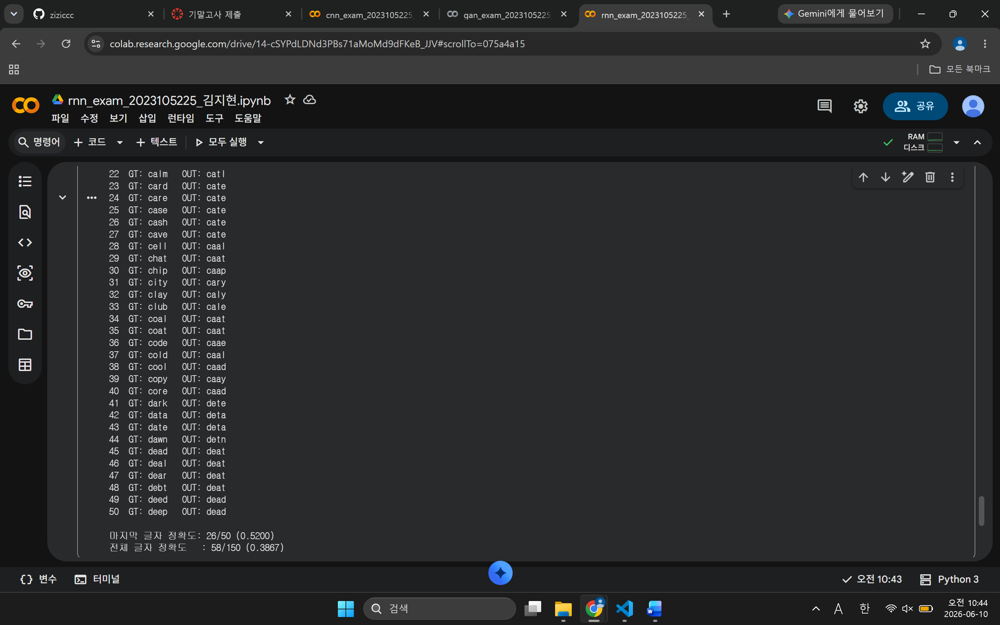 ziziccc
기말고사 제출
cnn_exam_2023105225_
gan_exam_2023105225_
rnn_exam_2023105225_
Gemini에게 물어보기
colab.research.google.com/drive/14-cSYPdLDNd3PBs71aMoMd9dFKeB_JJV#scrollTo=075a4a15
모든 북마크
rnn_exam_2023105225_김지현.ipynb
파일 수정 보기 삽입 런타임 도구 도움말
공유
명령어 + 코드 + 텍스트 모두 실행
RAM
디스크
22 GT: calm OUT: catl
23 GT: card OUT: cate
24 GT: care OUT: cate
25 GT: case OUT: cate
26 GT: cash OUT: cate
27 GT: cave OUT: cate
28 GT: cell OUT: caal
29 GT: chat OUT: caat
30 GT: chip OUT: caap
31 GT: city OUT: cary
32 GT: clay OUT: caly
33 GT: club OUT: cale
34 GT: coal OUT: caat
35 GT: coat OUT: caat
36 GT: code OUT: caae
37 GT: cold OUT: caal
38 GT: cool OUT: caad
39 GT: copy OUT: caay
40 GT: core OUT: caad
41 GT: dark OUT: dete
42 GT: data OUT: deta
43 GT: date OUT: deta
44 GT: dawn OUT: detn
45 GT: dead OUT: deat
46 GT: deal OUT: deat
47 GT: dear OUT: deat
48 GT: debt OUT: deat
49 GT: deed OUT: dead
50 GT: deep OUT: dead
마지막 글자 정확도: 26/50 (0.5200)
전체 글자 정확도 : 58/150 (0.3867)
변수 터미널
오전 10:43 Python 3
검색
A 한
오전 10:44
2026-06-10